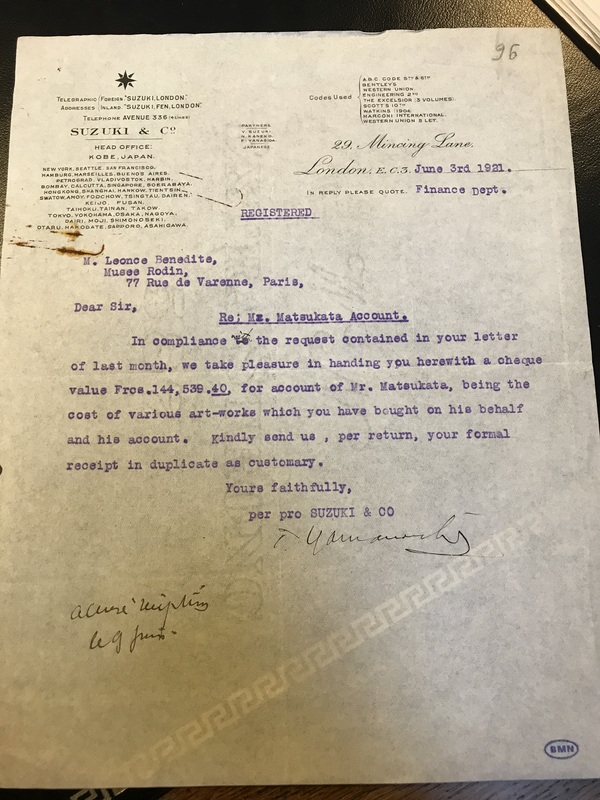 96
TELEGRAPHIC FOREIGN "SUZUKI, LONDON"
ADDRESSES INLAND "SUZUKI, FEN, LONDON"
TELEPHONE AVENUE 336
SUZUKI & Co
HEAD OFFICE:
KOBE, JAPAN.
NEW YORK, SEATTLE, SAN FRANCISCO,
HAMBURG, MARSEILLES, BUENOS AIRES,
PETROGRAD, VLADIVOSTOK, HARBIN,
BOMBAY, CALCUTTA, SINGAPORE, SOERABAYA,
HONGKONG, SHANGHAI, HANKOW, TIENTSIN,
SWATOW, AMOY, FOOCHOW, TSINGTAU, DAIREN,
KEIJO, FUSAN,
TAIHOKU, TAINAN, TAKOW
TOKYO, YOKOHAMA, OSAKA, NAGOYA,
DAIRI, MOJI, SHIMONOSEKI,
OTARU, HAKODATE, SAPPORO, ASAHIGAWA
PARTNERS
Y. SUZUKI
N. KANEKO
F. YANAGIDA
JAPANESE
Codes Used
A.B.C. CODE 5TH & 6TH
BENTLEY'S
WESTERN UNION
ENGINEERING 2ND
THE EXCELSIOR (3 VOLUMES)
SCOTT'S 10TH
WATKINS 1904
MARCONI INTERNATIONAL
WESTERN UNION 5 LET.
29, Mincing Lane,
London, E.C.3. June 3rd 1921.
IN REPLY PLEASE QUOTE Finance Dept.
REGISTERED
M. Leonce Benedite,
Musee Rodin,
77 Rue de Varenne, Paris,
Dear Sir,
Re; Mr. Matsukata Account.
In compliance to the request contained in your letter
of last month, we take pleasure in handing you herewith a cheque
value Frcs.144,539.40, for account of Mr. Matsukata, being the
cost of various art-works which you have bought on his behalf
and his account. Kindly send us , per return, your formal
receipt in duplicate as customary.
Yours faithfully,
per pro SUZUKI & CO
BMN